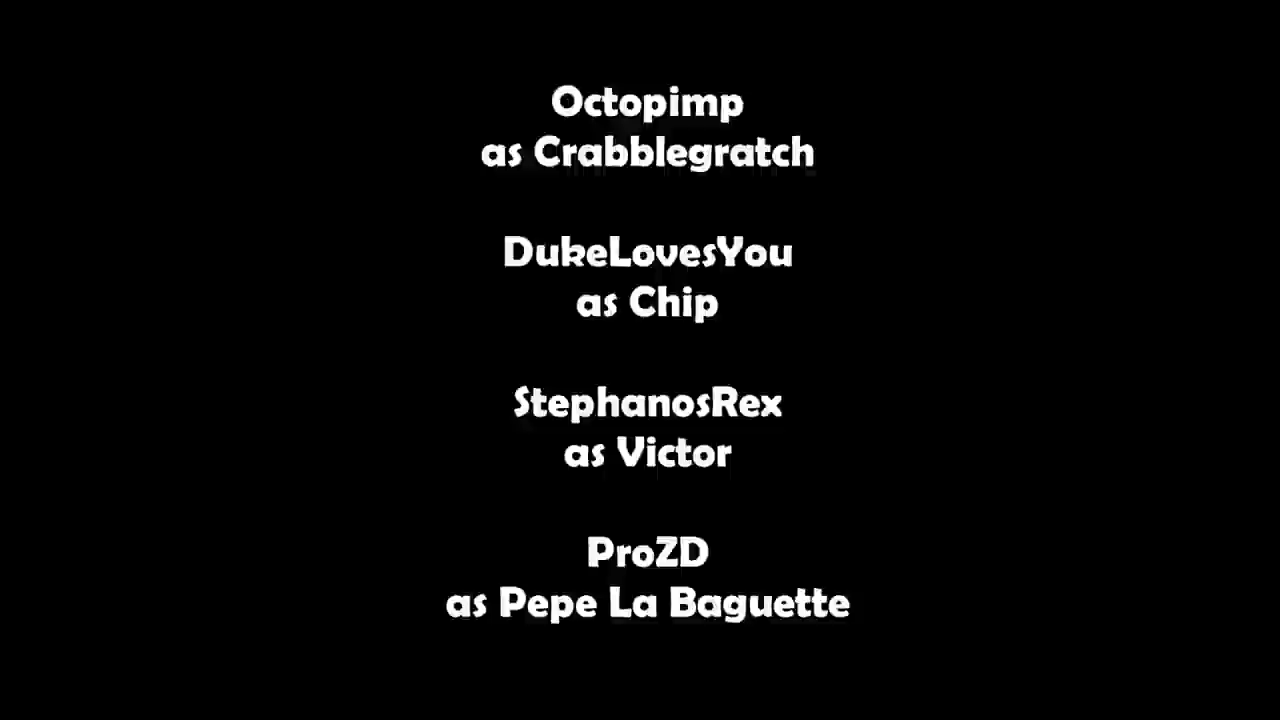 Octopimp
as Crabblegratch
DukeLovesYou
as Chip
StephanosRex
as Victor
ProZD
as Pepe La Baguette